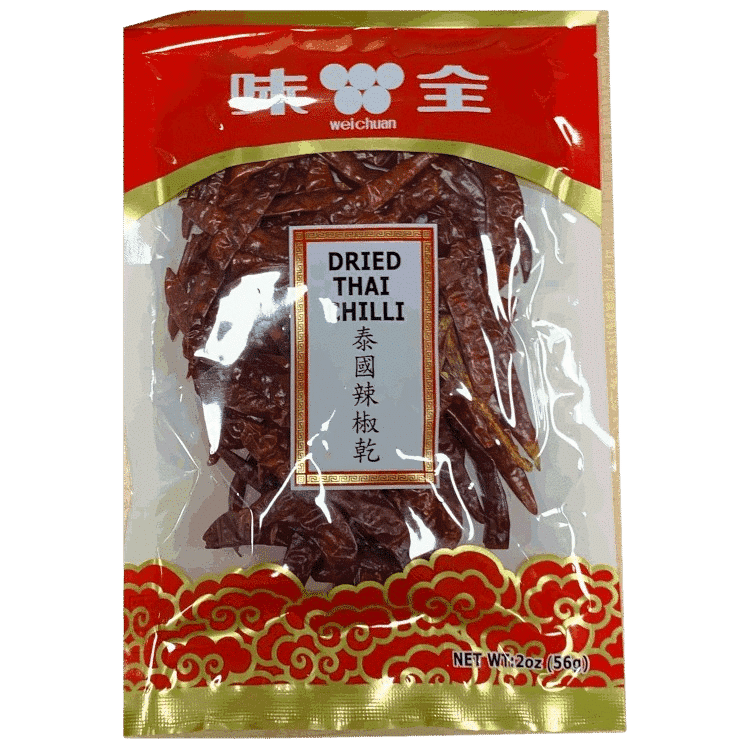 味 全
weichuan
DRIED
THAI
CHILLI
泰國辣椒乾
NET WT:2oz (56g)